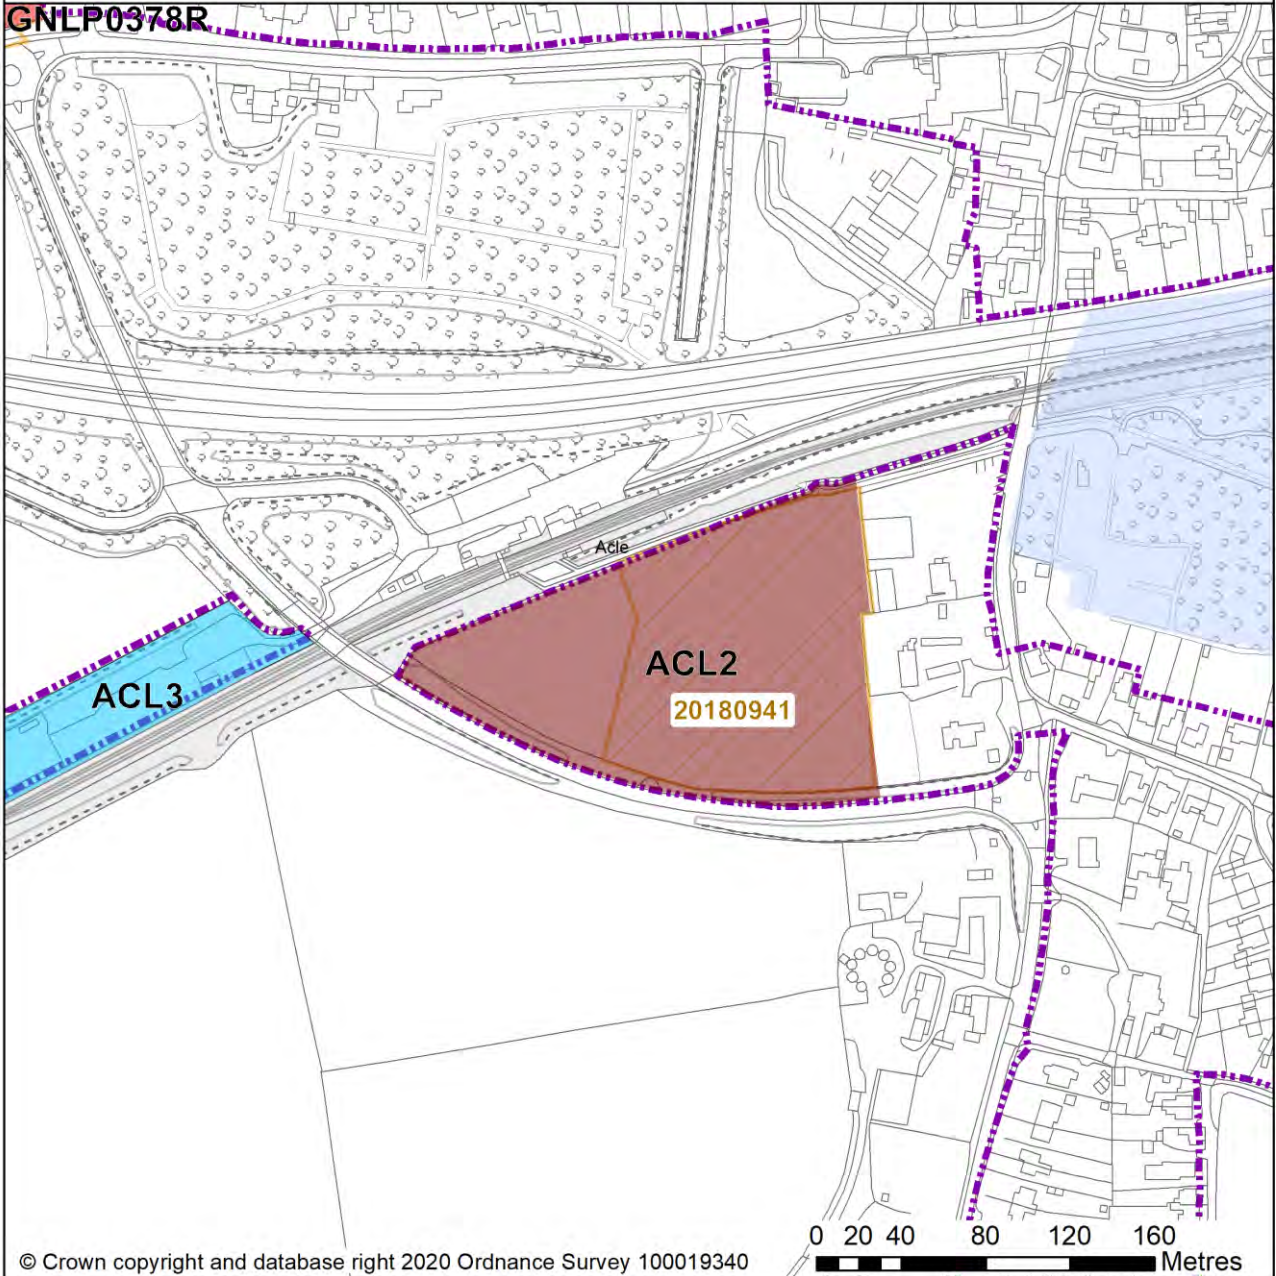 GNLP0378R
Acle
ACL2
20180941
ACL3
0 20 40 80 120 160
Metres
© Crown copyright and database right 2020 Ordnance Survey 100019340